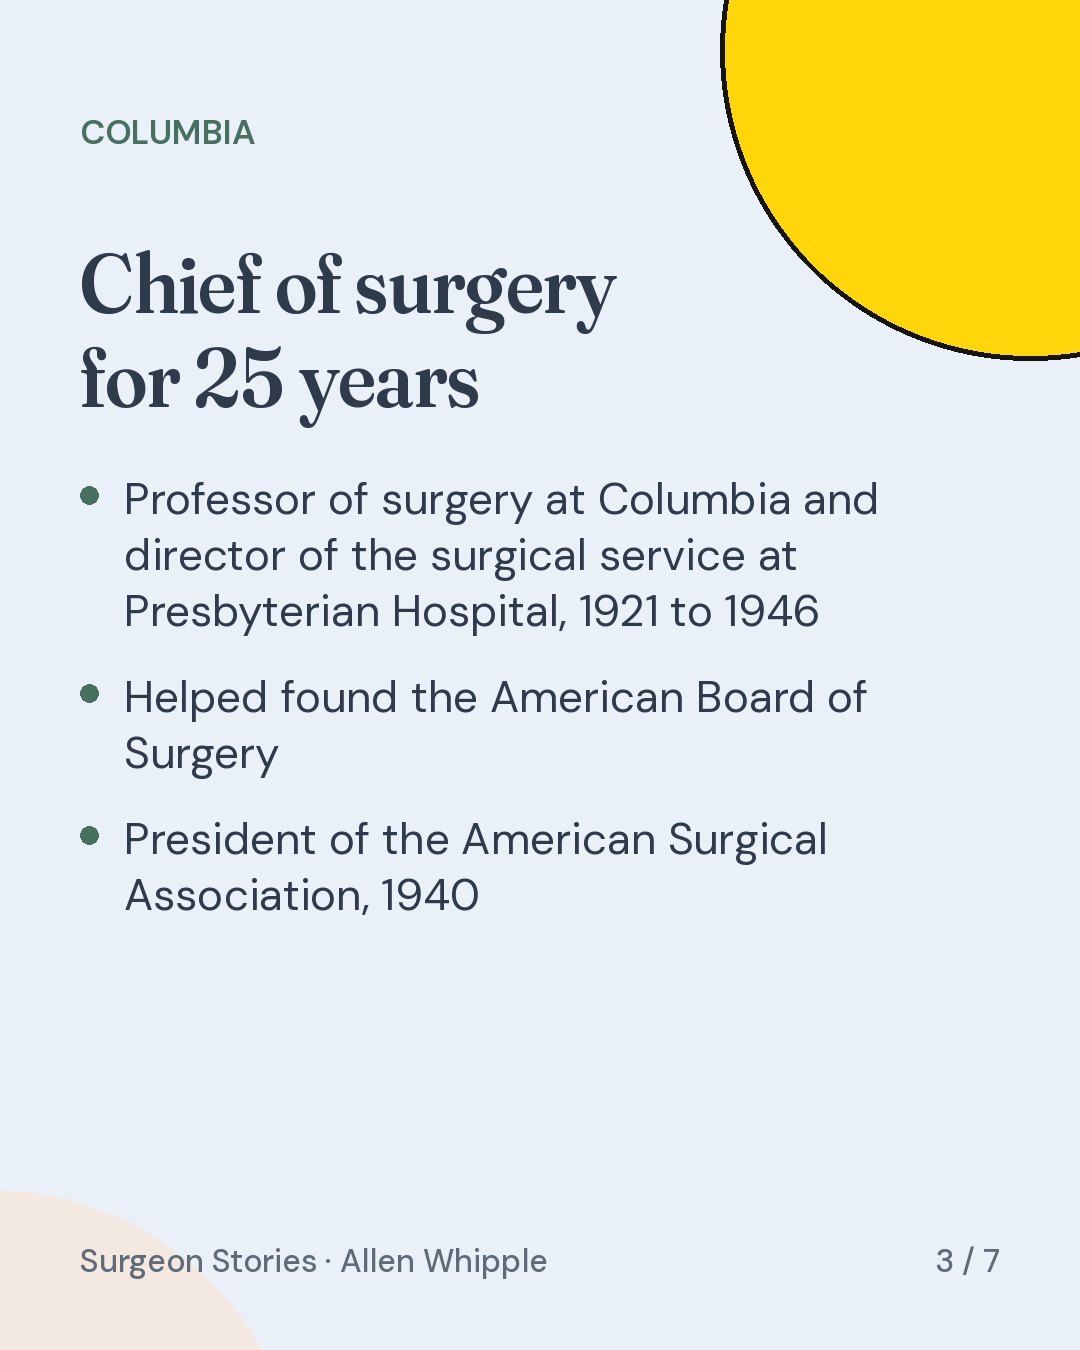 COLUMBIA
Chief of surgery
for 25 years
• Professor of surgery at Columbia and
director of the surgical service at
Presbyterian Hospital, 1921 to 1946
• Helped found the American Board of
Surgery
• President of the American Surgical
Association, 1940
Surgeon Stories · Allen Whipple
3 / 7